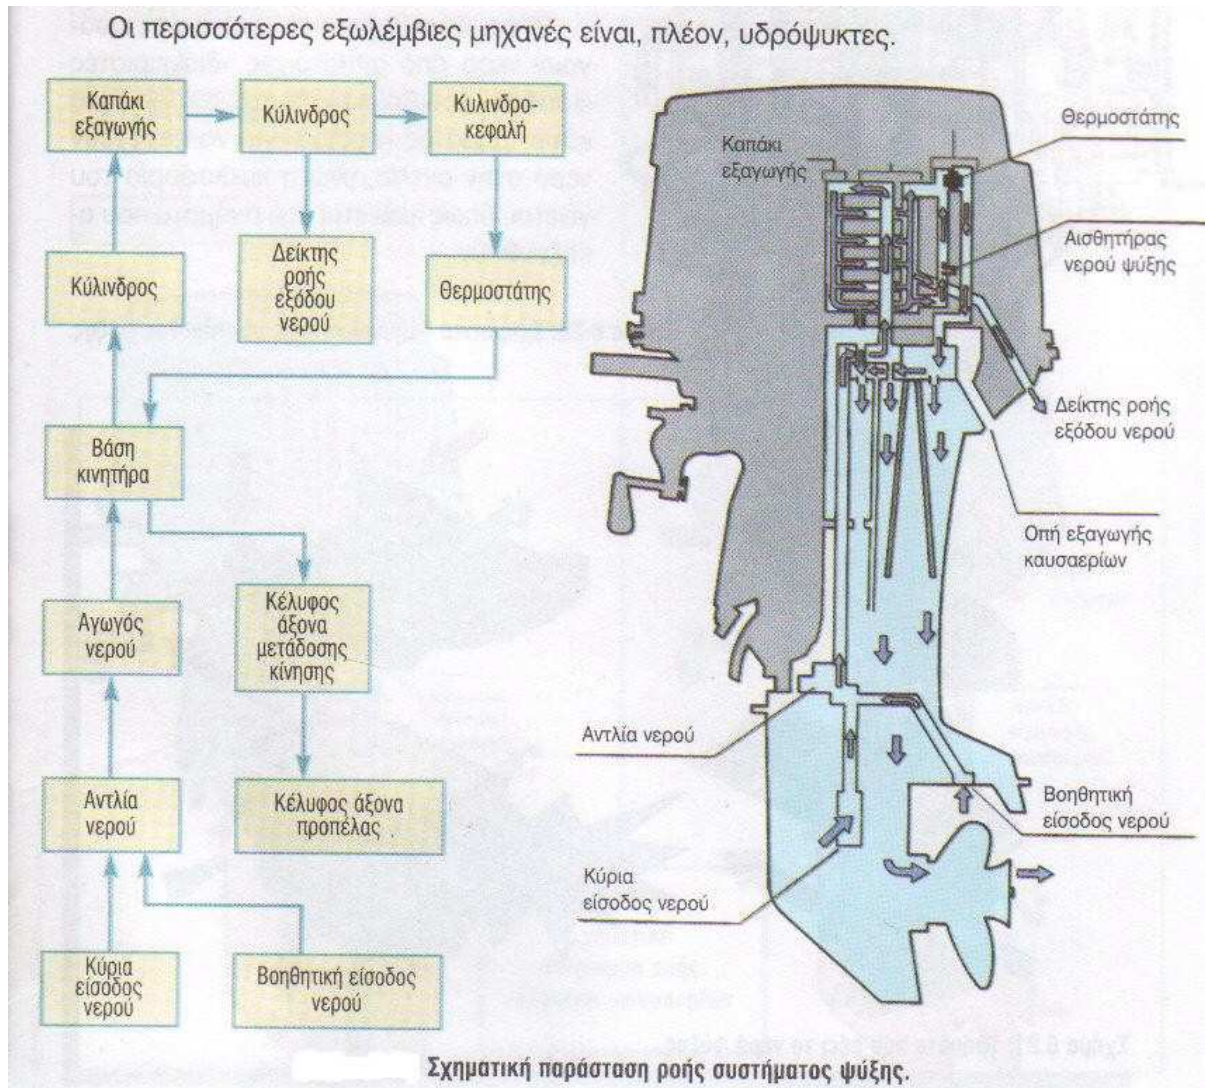 Οι περισσότερες εξωλέμβιες μηχανές είναι, πλέον, υδρόψυκτες.
Καπάκι
εξαγωγής
Κύλινδρος
Κυλινδρο-
κεφαλή
Κύλινδρος
Δείκτης
ροής
εξόδου
νερού
Θερμοστάτης
Βάση
κινητήρα
Αγωγός
νερού
Κέλυφος
άξονα
μετάδοσης
κίνησης
Αντλία
νερού
Κέλυφος άξονα
προπέλας
Κύρια
είσοδος
νερού
Βοηθητική είσοδος
νερού
Καπάκι
εξαγωγής
Θερμοστάτης
Αισθητήρας
νερού ψύξης
Δείκτης ροής
εξόδου νερού
Οπή εξαγωγής
καυσαερίων
Αντλία νερού
Βοηθητική
είσοδος νερού
Κύρια
είσοδος νερού
Σχηματική παράσταση ροής συστήματος ψύξης.